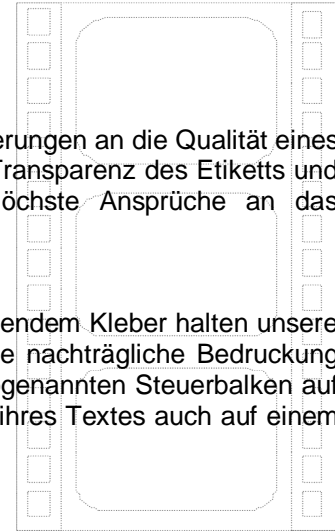 erungen an die Qualität eines
Transparenz des Etiketts und
öchste Ansprüche an das
endem Kleber halten unsere
e nachträgliche Bedruckung
genannten Steuerbalken auf
ihres Textes auch auf einem